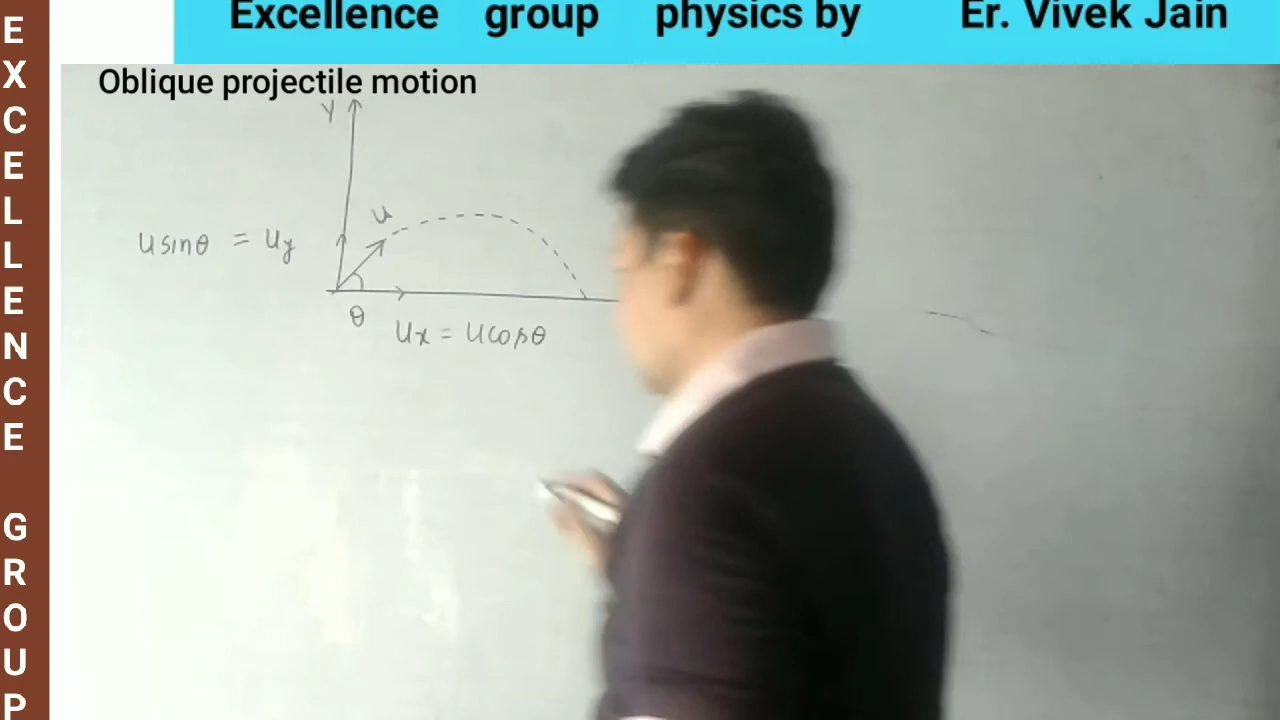 Excellence group physics by Er. Vivek Jain
EXCELLENCE GROUP
Oblique projectile motion
Y
u
usinθ = uy
θ
ux = ucosθ